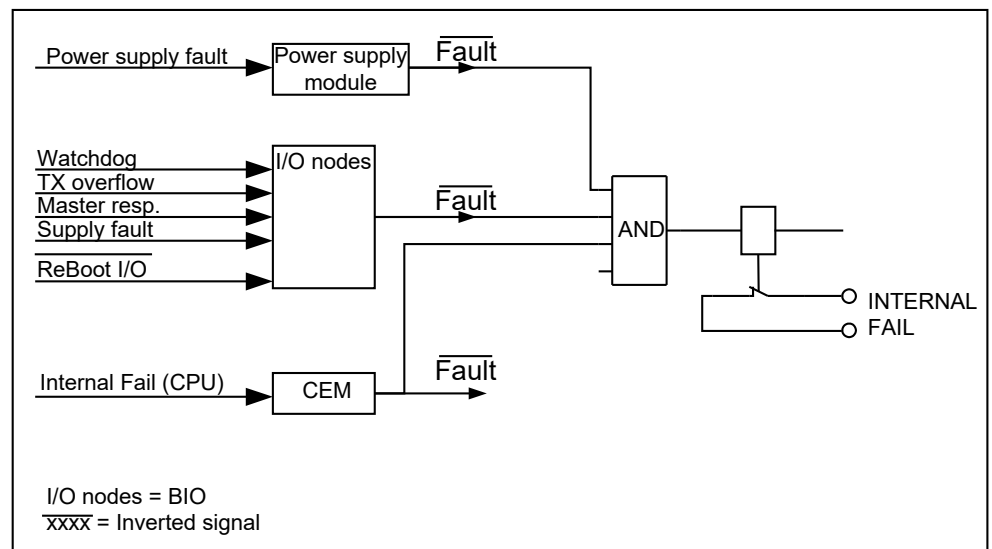 Power supply fault
Power supply
module
Fault
Watchdog
TX overflow
Master resp.
Supply fault
ReBoot I/O
I/O nodes
Fault
AND
INTERNAL
FAIL
Internal Fail (CPU)
CEM
Fault
I/O nodes = BIO
xxxx = Inverted signal